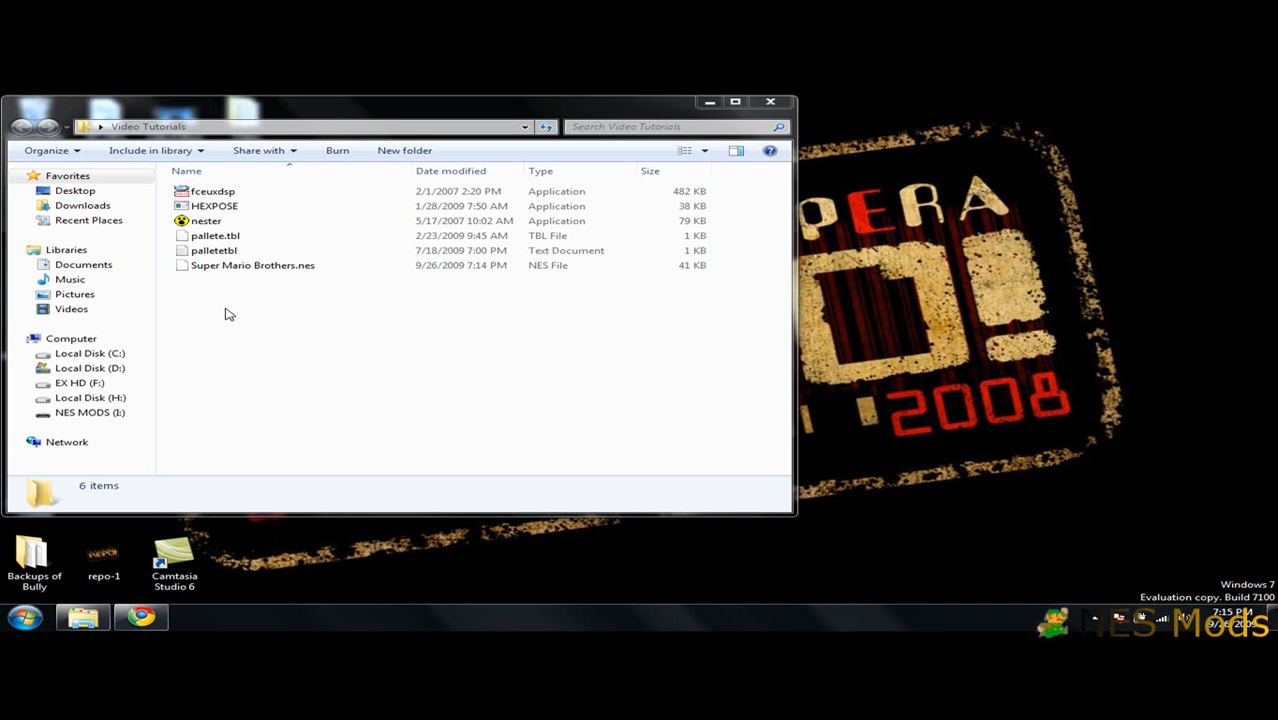 Video Tutorials
Search Video Tutorials
Organize Include in library Share with Burn New folder
Name Date modified Type Size
Favorites
Desktop
Downloads
Recent Places
Libraries
Documents
Music
Pictures
Videos
Computer
Local Disk (C:)
Local Disk (D:)
EX HD (F:)
Local Disk (H:)
NES MODS (I:)
Network
fceuxdsp 2/1/2007 2:20 PM Application 482 KB
HEXPOSE 1/28/2009 7:50 AM Application 38 KB
nester 5/17/2007 10:02 AM Application 79 KB
pallete.tbl 2/23/2009 9:45 AM TBL File 1 KB
palletetbl 7/18/2009 7:00 PM Text Document 1 KB
Super Mario Brothers.nes 9/26/2009 7:14 PM NES File 41 KB
6 items
PERA
2008
Backups of
Bully
repo-1
Camtasia
Studio 6
Windows 7
Evaluation copy. Build 7100
7:15 PM
NES Mods